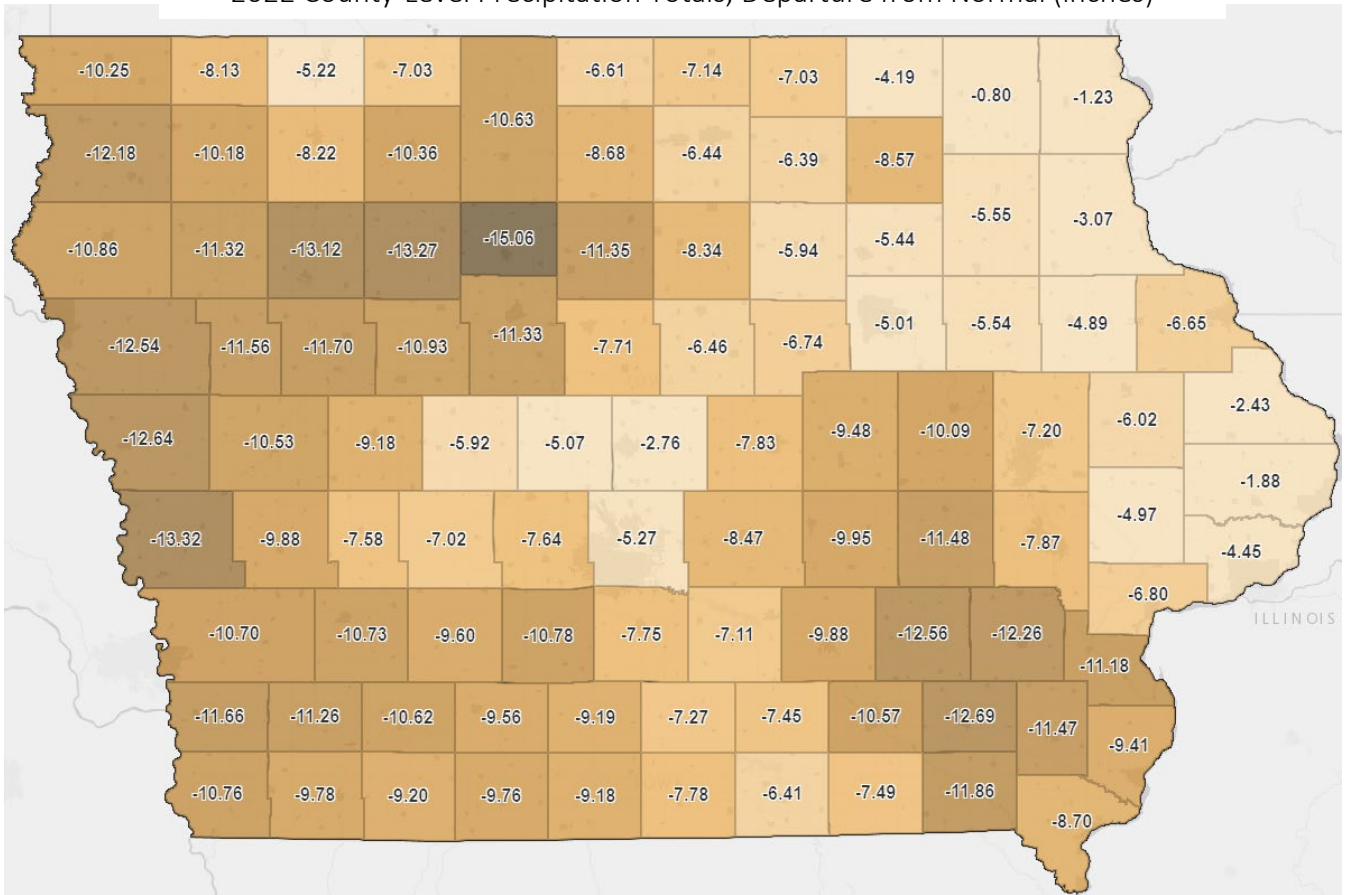 2022 County-Level Precipitation Totals, Departure from Normal (inches)
-10.25 -8.13 -5.22 -7.03 -6.61 -7.14 -7.03 -4.19
-0.80 -1.23
-10.63
-12.18 -10.18 -8.22 -10.36 -8.68 -6.44 -6.39 -8.57
-5.55 -3.07
-10.86 -11.32 -13.12 -13.27 -15.06 -11.35 -8.34 -5.94 -5.44
-12.54 -11.56 -11.70 -10.93 -11.33 -7.71 -6.46 -6.74 -5.01 -5.54 -4.89 -6.65
-12.64 -10.53 -9.18 -5.92 -5.07 -2.76 -7.83 -9.48 -10.09 -7.20 -6.02 -2.43
-1.88
-13.32 -9.88 -7.58 -7.02 -7.64 -5.27 -8.47 -9.95 -11.48 -7.87 -4.97 -4.45
-6.80
ILLINOIS
-10.70 -10.73 -9.60 -10.78 -7.75 -7.11 -9.88 -12.56 -12.26 -11.18
-11.66 -11.26 -10.62 -9.56 -9.19 -7.27 -7.45 -10.57 -12.69 -11.47 -9.41
-10.76 -9.78 -9.20 -9.76 -9.18 -7.78 -6.41 -7.49 -11.86 -8.70